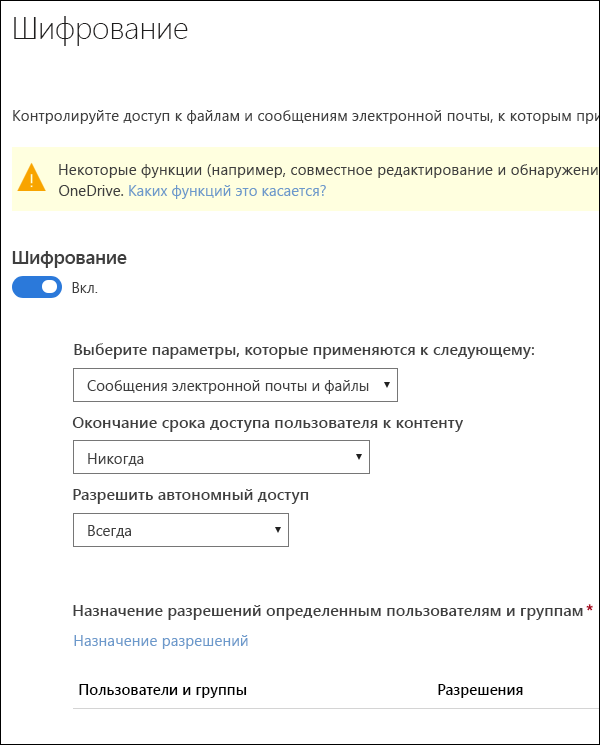 Шифрование
Контролируйте доступ к файлам и сообщениям электронной почты, к которым
Некоторые функции (например, совместное редактирование и
OneDrive. Каких функций это касается?
Шифрование
Вкл.
Выберите параметры, которые применяются к следующему:
Сообщения электронной почты и файлы
Окончание срока доступа пользователя к контенту
Никогда
Разрешить автономный доступ
Всегда
Назначение разрешений определенным пользователям и группам *
Назначение разрешений
Пользователи и группы Разрешения